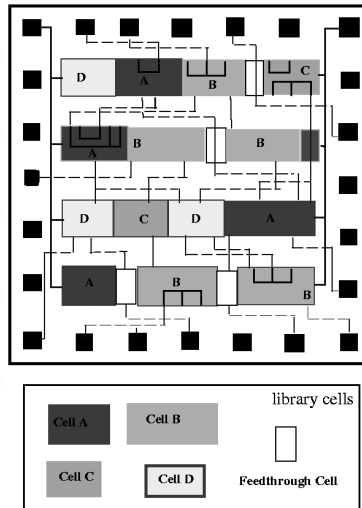 D A B C
A B B
D C D A
A B B
library cells
Cell A Cell B
Cell C Cell D Feedthrough Cell